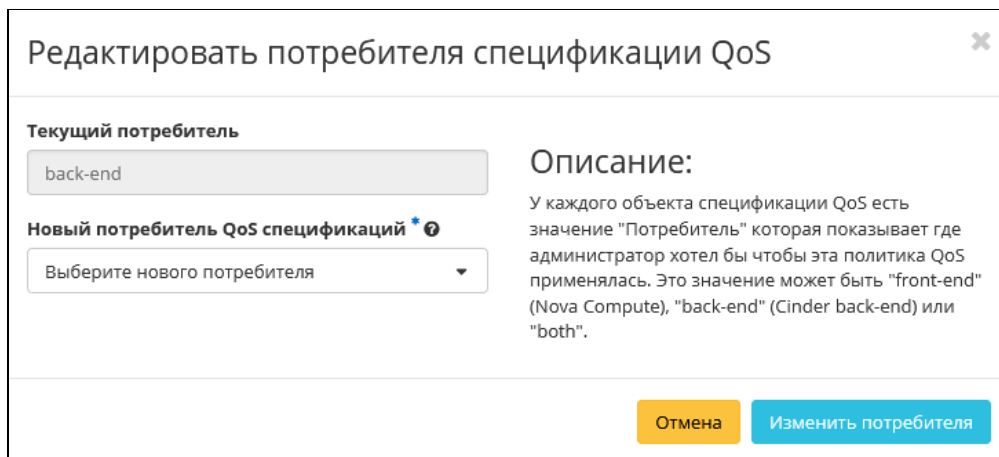 Редактировать потребителя спецификации QoS
×
Текущий потребитель
back-end
Новый потребитель QoS спецификаций *
Выберите нового потребителя
Описание:
У каждого объекта спецификации QoS есть
значение "Потребитель" которая показывает где
администратор хотел бы чтобы эта политика QoS
применялась. Это значение может быть "front-end"
(Nova Compute), "back-end" (Cinder back-end) или
"both".
Отмена
Изменить потребителя